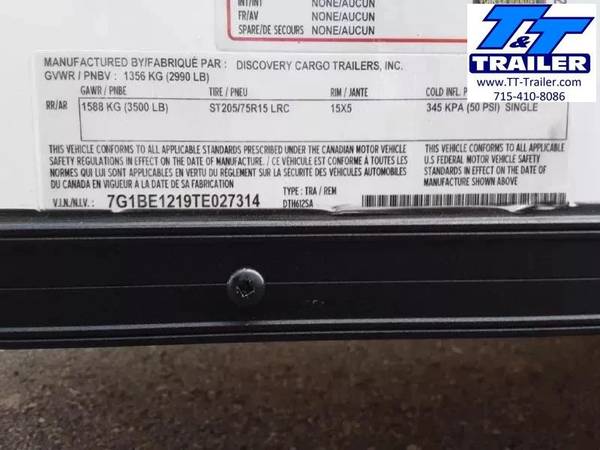 INT/INT NONE/AUCUN
FR/AV NONE/AUCUN
SPARE/DE SECOURS NONE/AUCUN
T&T
TRAILER
www.TT-Trailer.com
715-410-8086
MANUFACTURED BY/FABRIQUÉ PAR : DISCOVERY CARGO TRAILERS, INC.
GVWR / PNBV : 1356 KG (2990 LB)
GAWR / PNBE TIRE / PNEU RIM / JANTE COLD INFL. P
RR/AR 1588 KG (3500 LB) ST205/75R15 LRC 15X5 345 KPA (50 PSI) SINGLE
THIS VEHICLE CONFORMS TO ALL APPLICABLE STANDARDS PRESCRIBED UNDER THE CANADIAN MOTOR VEHICLE
SAFETY REGULATIONS IN EFFECT ON THE DATE OF MANUFACTURE. / CE VÉHICULE EST CONFORME À TOUTES LES
NORMES QUI LUI SONT APPLICABLES EN VERTU DU RÈGLEMENT SUR LA SÉCURITÉ DES VÉHICULES AUTOMOBILES
DU CANADA EN VIGUEUR À LA DATE DE SA FABRICATION
THIS VEHICLE CONFORMS TO ALL APPLICABLE
U.S FEDERAL MOTOR VEHICLE SAFETY
STANDARDS IN EFFECT ON THE DATE OF
MANUFACTURE SHOWN ABOVE.
V.I.N./N.I.V. : 7G1BE1219TE027314
TYPE : TRA / REM
DTH612SA